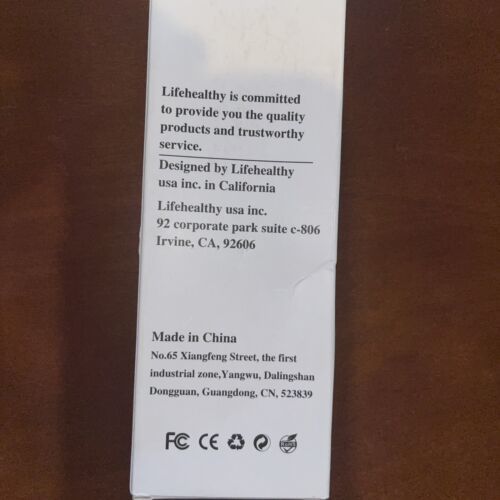 Lifehealthy is committed
to provide you the quality
products and trustworthy
service.
Designed by Lifehealthy
usa inc. in California
Lifehealthy usa inc.
92 corporate park suite c-806
Irvine, CA, 92606
Made in China
No.65 Xiangfeng Street, the first
industrial zone,Yangwu, Dalingshan
Dongguan, Guangdong, CN, 523839
FC CE RoHS